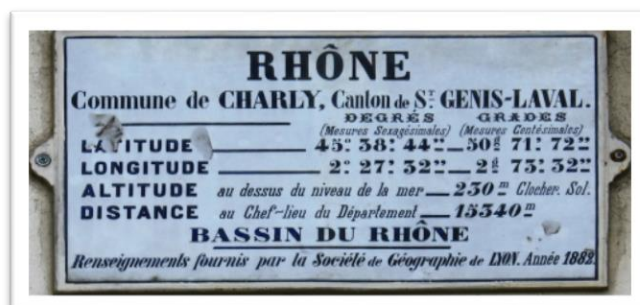 RHÔNE
Commune de CHARLY, Canton de ST GENIS-LAVAL.
DEGRÉS GRADES
(Mesures Sexagésimales) (Mesures Centésimales)
LATITUDE 45° 38' 44" 50g 71' 72"
LONGITUDE 2° 27' 32" 2g 73' 32"
ALTITUDE au dessus du niveau de la mer 230m Clocher. Sol.
DISTANCE au Chef-lieu du Département 15340m
BASSIN DU RHÔNE
Renseignements fournis par la Société de Géographie de LYON. Année 1882.